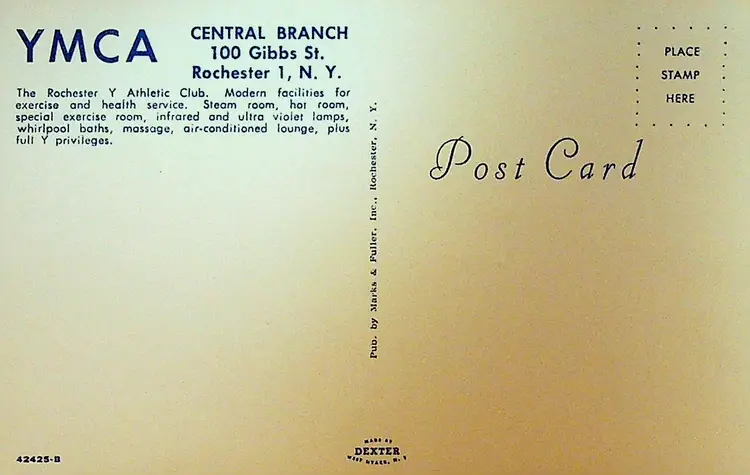 YMCA
CENTRAL BRANCH
100 Gibbs St.
Rochester 1, N. Y.
The Rochester Y Athletic Club. Modern facilities for
exercise and health service. Steam room, hot room,
special exercise room, infrared and ultra violet lamps,
whirlpool baths, massage, air-conditioned lounge, plus
full Y privileges.
Pub. by Marks & Fuller, Inc., Rochester, N. Y.
PLACE
STAMP
HERE
Post Card
42425-B
MADE BY
DEXTER
WEST NYACK, N. Y.